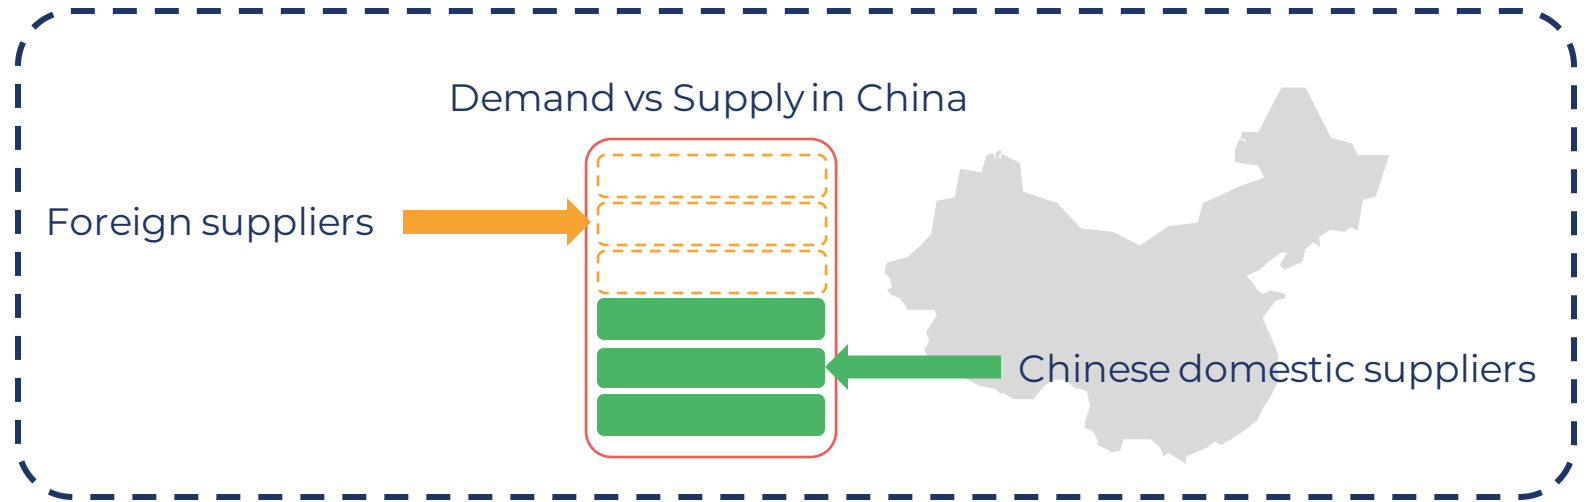 Demand vs Supply in China
Foreign suppliers
Chinese domestic suppliers